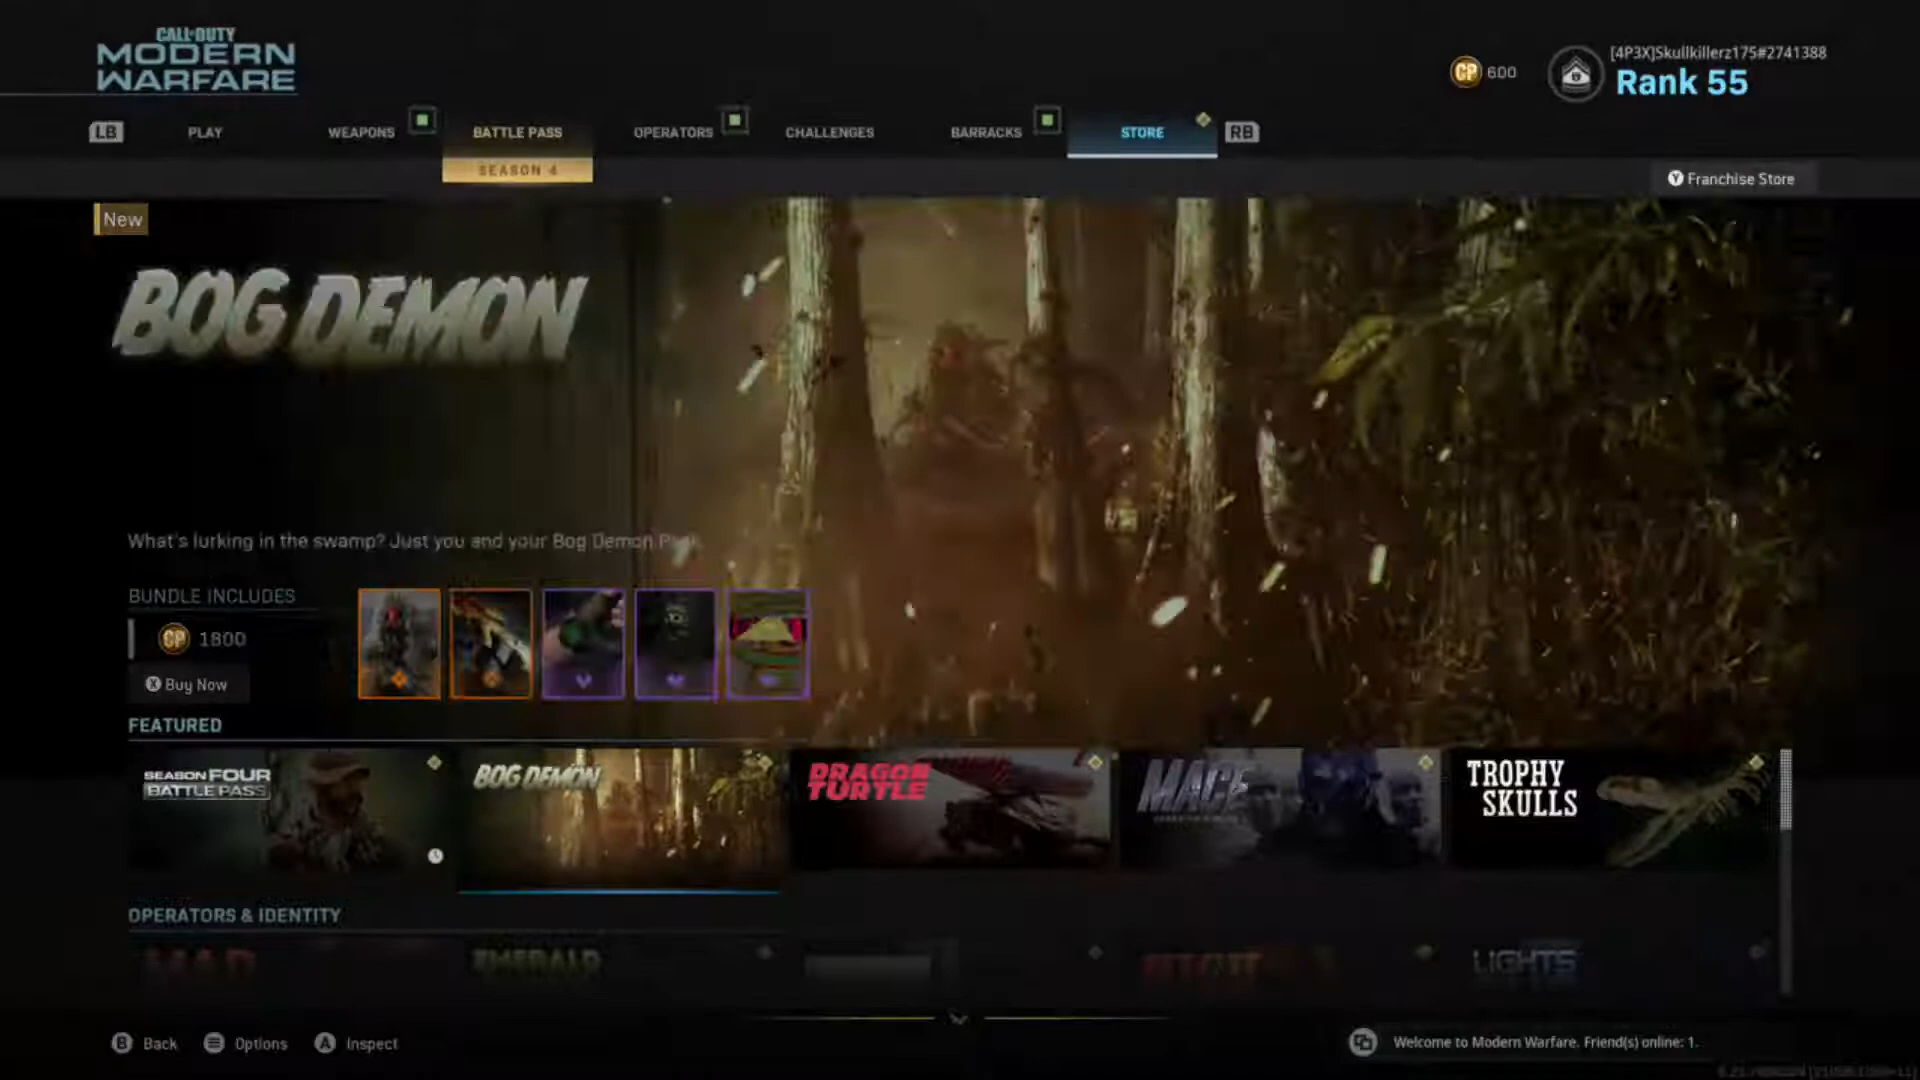 CALL OF DUTY
MODERN
WARFARE
CP 600
[4P3X]Skullkillerz175#2741388
Rank 55
LB
PLAY
WEAPONS
BATTLE PASS
OPERATORS
CHALLENGES
BARRACKS
STORE
RB
SEASON 4
Y Franchise Store
New
BOG DEMON
What's lurking in the swamp? Just you and your Bog Demon
BUNDLE INCLUDES
CP 1800
X Buy Now
FEATURED
SEASON FOUR
BATTLE PASS
BOG DEMON
DRAGON
TURTLE
MACE
TROPHY
SKULLS
OPERATORS & IDENTITY
MAD
EMERALD
LIGHTS
B Back
Options
A Inspect
Welcome to Modern Warfare. Friend(s) online: 1.